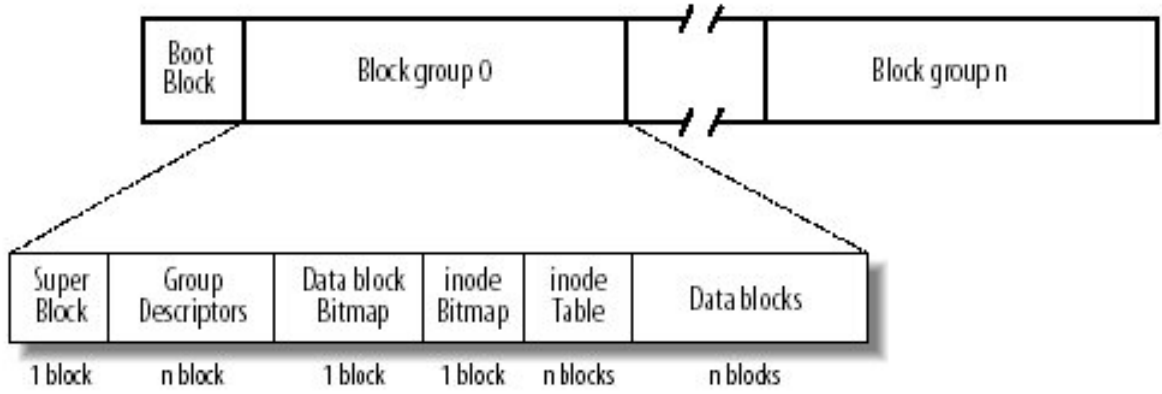 Boot
Block
Block group 0
Block group n
Super
Block
Group
Descriptors
Data block
Bitmap
inode
Bitmap
inode
Table
Data blocks
1 block
n block
1 block
1 block
n blocks
n blocks